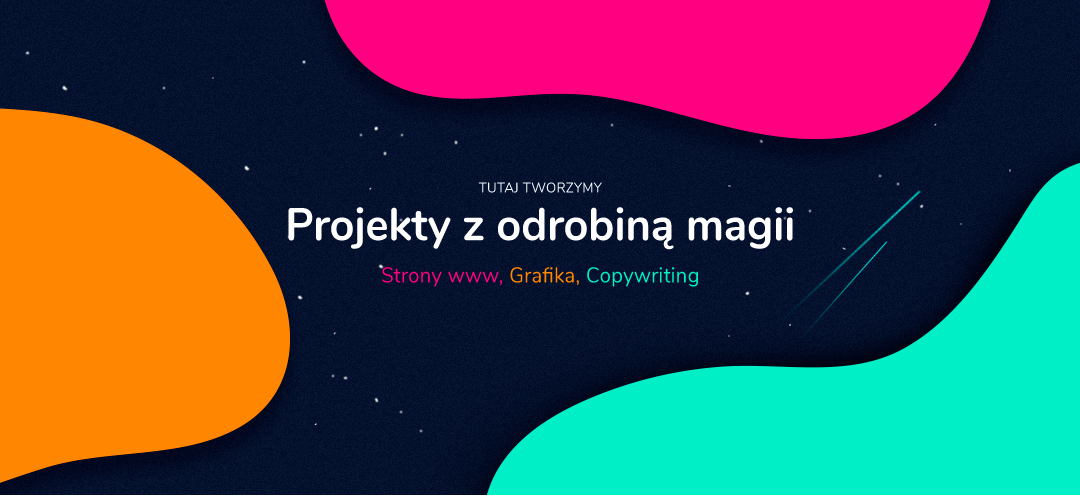 TUTAJ TWORZYMY
Projekty z odrobiną magii
Strony www, Grafika, Copywriting